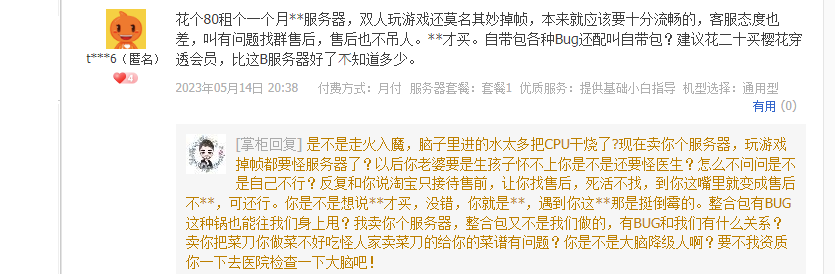 花个80租个一个月**服务器，双人玩游戏还莫名其妙掉帧，本来就应该要十分流畅的，客服态度也
差，叫有问题找群售后，售后也不吊人。**才买。自带包各种Bug还配叫自带包？建议花二十买樱花穿
透会员，比这B服务器好了不知道多少。
t***6（匿名）
4
2023年05月14日 20:38 付费方式：月付 服务器套餐：套餐1 优质服务：提供基础小白指导 机型选择：通用型
有用 (0)
[掌柜回复] 是不是走火入魔，脑子里进的水太多把CPU干烧了?现在卖你个服务器，玩游戏
掉帧都要怪服务器了？以后你老婆要是生孩子怀不上你是不是还要怪医生？怎么不问问是不
是自己不行？反复和你说淘宝只接待售前，让你找售后，死活不找，到你这嘴里就变成售后
不**，可还行。你是不是想说**才买，没错，你就是**，遇到你这**那是挺倒霉的。整合包有BUG
这种锅也能往我们身上甩？我卖你个服务器，整合包又不是我们做的，有BUG和我们有什么关系？
卖你把菜刀你做菜不好吃怪人家卖菜刀的给你的菜谱有问题？你是不是大脑降级人啊？要不我资质
你一下去医院检查一下大脑吧！